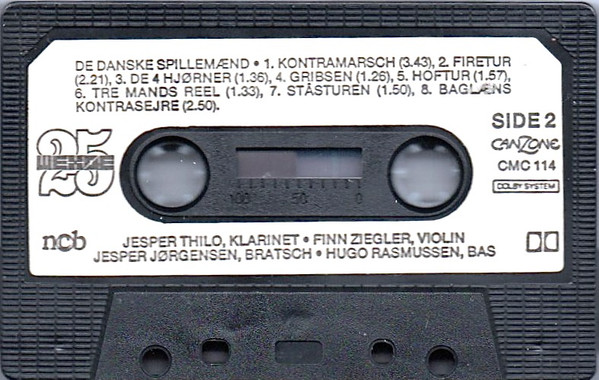 DE DANSKE SPILLEMÆND • 1. KONTRAMARSCH (3.43), 2. FIRETUR
(2.21), 3. DE 4 HJØRNER (1.36), 4. GRIBSEN (1.26), 5. HOFTUR (1.57),
6. TRE MANDS REEL (1.33), 7. STÅSTUREN (1.50), 8. BAGLÆNS
KONTRASEJRE (2.50).
SIDE 2
CANZONE
CMC 114
DOLBY SYSTEM
25
25
100 50 0
ncb
JESPER THILO, KLARINET • FINN ZIEGLER, VIOLIN
JESPER JØRGENSEN, BRATSCH • HUGO RASMUSSEN, BAS